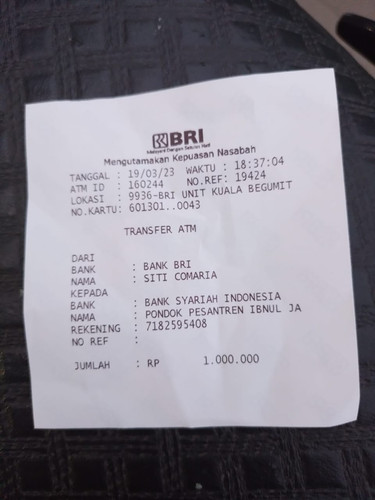 BRI
Melayani Dengan Setulus Hati
Mengutamakan Kepuasan Nasabah
TANGGAL : 19/03/23 WAKTU : 18:37:04
ATM ID : 160244 NO.REF: 19424
LOKASI : 9936-BRI UNIT KUALA BEGUMIT
NO.KARTU: 601301..0043
TRANSFER ATM
DARI
BANK : BANK BRI
NAMA : SITI COMARIA
KEPADA
BANK : BANK SYARIAH INDONESIA
NAMA : PONDOK PESANTREN IBNUL JA
REKENING : 7182595408
NO REF :
JUMLAH : RP 1.000.000